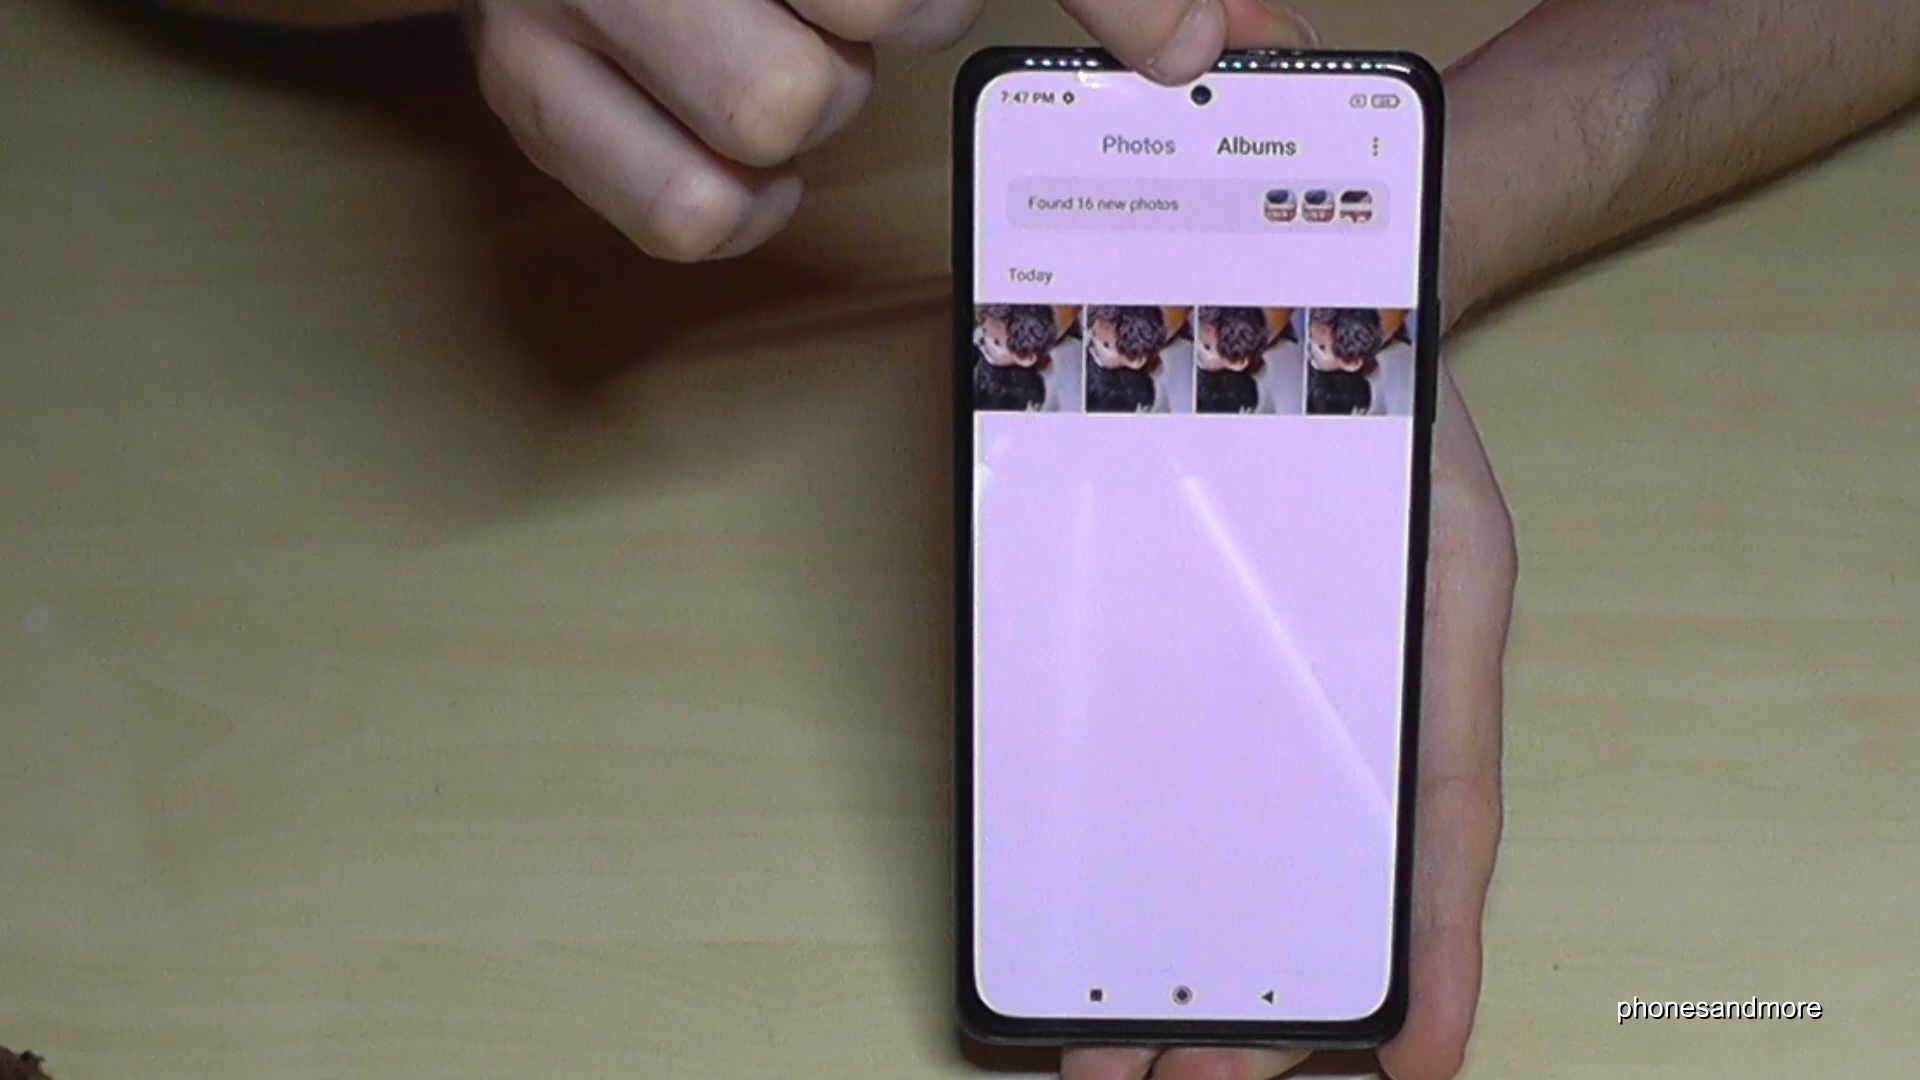 7:47 PM
Photos Albums
Found 16 new photos
Today
phonesandmore